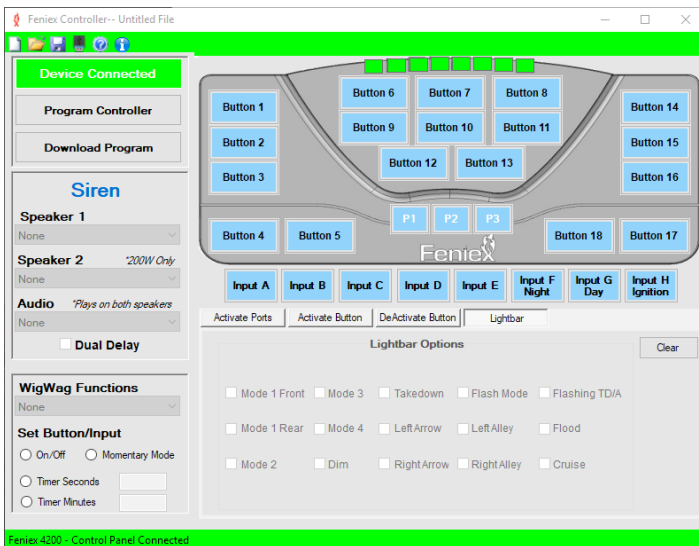 Feniex Controller-- Untitled File
Device Connected
Program Controller
Download Program
Siren
Speaker 1
None
Speaker 2 *200W Only
None
Audio *Plays on both speakers
None
Dual Delay
WigWag Functions
None
Set Button/Input
On/Off Momentary Mode
Timer Seconds
Timer Minutes
Button 6 Button 7 Button 8
Button 1 Button 14
Button 9 Button 10 Button 11
Button 2 Button 15
Button 12 Button 13
Button 3 Button 16
P1 P2 P3
Button 4 Button 5 Button 18 Button 17
Feniex
Input A Input B Input C Input D Input E Input F Night Input G Day Input H Ignition
Activate Ports Activate Button DeActivate Button Lightbar
Lightbar Options Clear
Mode 1 Front Mode 3 Takedown Flash Mode Flashing TD/A
Mode 1 Rear Mode 4 Left Arrow Left Alley Flood
Mode 2 Dim Right Arrow Right Alley Cruise
Feniex 4200 - Control Panel Connected